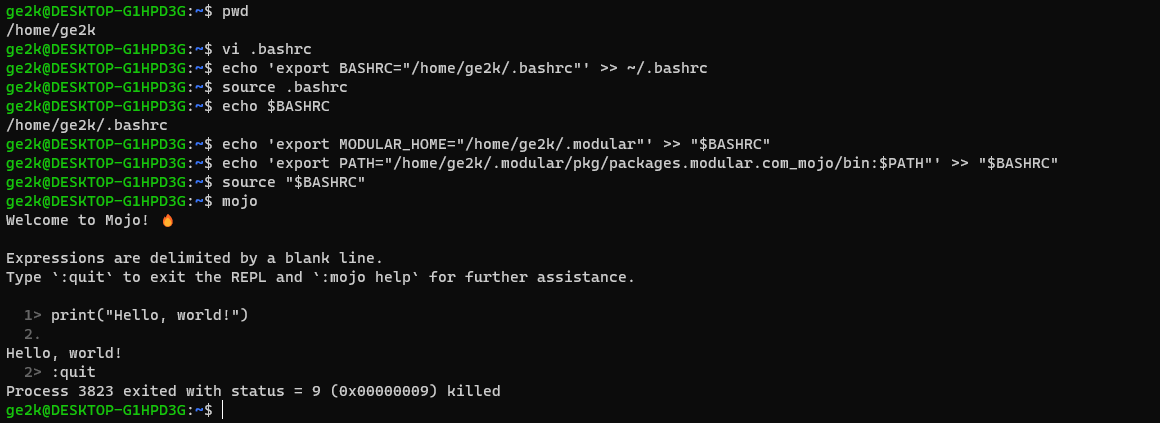 ge2k@DESKTOP-G1HPD3G:~$ pwd
/home/ge2k
ge2k@DESKTOP-G1HPD3G:~$ vi .bashrc
ge2k@DESKTOP-G1HPD3G:~$ echo 'export BASHRC="/home/ge2k/.bashrc"' >> ~/.bashrc
ge2k@DESKTOP-G1HPD3G:~$ source .bashrc
ge2k@DESKTOP-G1HPD3G:~$ echo $BASHRC
/home/ge2k/.bashrc
ge2k@DESKTOP-G1HPD3G:~$ echo 'export MODULAR_HOME="/home/ge2k/.modular"' >> "$BASHRC"
ge2k@DESKTOP-G1HPD3G:~$ echo 'export PATH="/home/ge2k/.modular/pkg/packages.modular.com_mojo/bin:$PATH"' >> "$BASHRC"
ge2k@DESKTOP-G1HPD3G:~$ source "$BASHRC"
ge2k@DESKTOP-G1HPD3G:~$ mojo
Welcome to Mojo! 🔥
Expressions are delimited by a blank line.
Type `:quit` to exit the REPL and `:mojo help` for further assistance.
1> print("Hello, world!")
2.
Hello, world!
2> :quit
Process 3823 exited with status = 9 (0x00000009) killed
ge2k@DESKTOP-G1HPD3G:~$